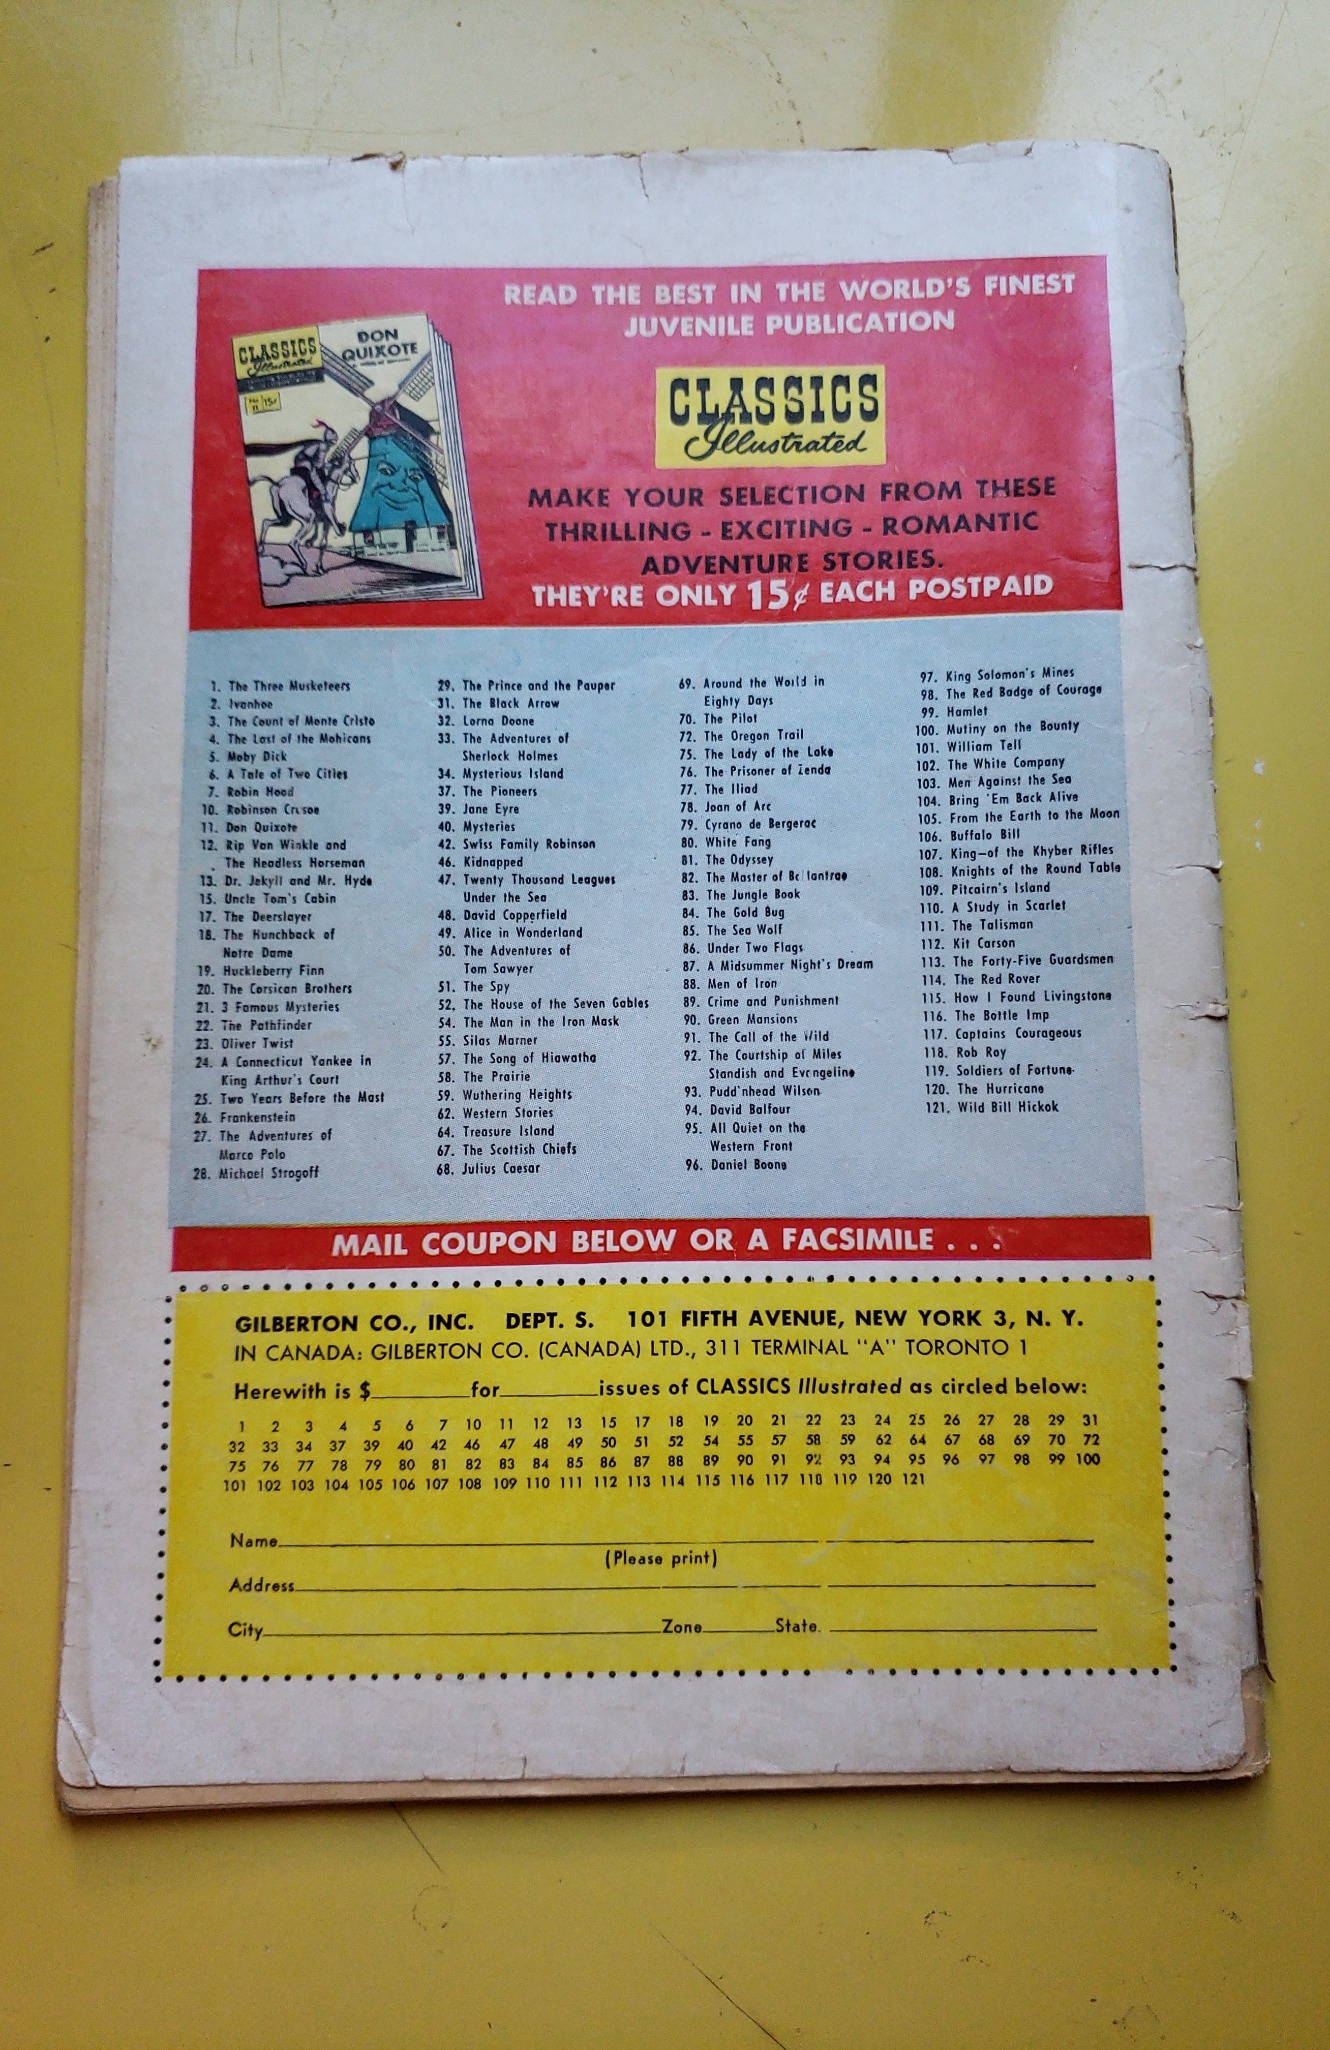 READ THE BEST IN THE WORLD'S FINEST
JUVENILE PUBLICATION
CLASSICS
Illustrated
DON
QUIXOTE
CLASSICS
Illustrated
No.
11
15¢
MAKE YOUR SELECTION FROM THESE
THRILLING - EXCITING - ROMANTIC
ADVENTURE STORIES.
THEY'RE ONLY 15¢ EACH POSTPAID
1. The Three Musketeers
2. Ivanhoe
3. The Count of Monte Cristo
4. The Last of the Mohicans
5. Moby Dick
6. A Tale of Two Cities
7. Robin Hood
10. Robinson Crusoe
11. Don Quixote
12. Rip Van Winkle and
The Headless Horseman
13. Dr. Jekyll and Mr. Hyde
15. Uncle Tom's Cabin
17. The Deerslayer
18. The Hunchback of
Notre Dame
19. Huckleberry Finn
20. The Corsican Brothers
21. 3 Famous Mysteries
22. The Pathfinder
23. Oliver Twist
24. A Connecticut Yankee in
King Arthur's Court
25. Two Years Before the Mast
26. Frankenstein
27. The Adventures of
Marco Polo
28. Michael Strogoff
29. The Prince and the Pauper
31. The Black Arrow
32. Lorna Doone
33. The Adventures of
Sherlock Holmes
34. Mysterious Island
37. The Pioneers
39. Jane Eyre
40. Mysteries
42. Swiss Family Robinson
46. Kidnapped
47. Twenty Thousand Leagues
Under the Sea
48. David Copperfield
49. Alice in Wonderland
50. The Adventures of
Tom Sawyer
51. The Spy
52. The House of the Seven Gables
54. The Man in the Iron Mask
55. Silas Marner
57. The Song of Hiawatha
58. The Prairie
59. Wuthering Heights
62. Western Stories
64. Treasure Island
67. The Scottish Chiefs
68. Julius Caesar
69. Around the World in
Eighty Days
70. The Pilot
72. The Oregon Trail
75. The Lady of the Lake
76. The Prisoner of Zenda
77. The Iliad
78. Joan of Arc
79. Cyrano de Bergerac
80. White Fang
81. The Odyssey
82. The Master of Ballantrae
83. The Jungle Book
84. The Gold Bug
85. The Sea Wolf
86. Under Two Flags
87. A Midsummer Night's Dream
88. Men of Iron
89. Crime and Punishment
90. Green Mansions
91. The Call of the Wild
92. The Courtship of Miles
Standish and Evangeline
93. Pudd'nhead Wilson
94. David Balfour
95. All Quiet on the
Western Front
96. Daniel Boone
97. King Solomon's Mines
98. The Red Badge of Courage
99. Hamlet
100. Mutiny on the Bounty
101. William Tell
102. The White Company
103. Men Against the Sea
104. Bring 'Em Back Alive
105. From the Earth to the Moon
106. Buffalo Bill
107. King—of the Khyber Rifles
108. Knights of the Round Table
109. Pitcairn's Island
110. A Study in Scarlet
111. The Talisman
112. Kit Carson
113. The Forty-Five Guardsmen
114. The Red Rover
115. How I Found Livingstone
116. The Bottle Imp
117. Captains Courageous
118. Rob Roy
119. Soldiers of Fortune
120. The Hurricane
121. Wild Bill Hickok
MAIL COUPON BELOW OR A FACSIMILE . . .
GILBERTON CO., INC. DEPT. S. 101 FIFTH AVENUE, NEW YORK 3, N. Y.
IN CANADA: GILBERTON CO. (CANADA) LTD., 311 TERMINAL "A" TORONTO 1
Herewith is $________for________issues of CLASSICS Illustrated as circled below:
1 2 3 4 5 6 7 10 11 12 13 15 17 18 19 20 21 22 23 24 25 26 27 28 29 31
32 33 34 37 39 40 42 46 47 48 49 50 51 52 54 55 57 58 59 62 64 67 68 69 70 72
75 76 77 78 79 80 81 82 83 84 85 86 87 88 89 90 91 92 93 94 95 96 97 98 99 100
101 102 103 104 105 106 107 108 109 110 111 112 113 114 115 116 117 118 119 120 121
Name
(Please print)
Address
City Zone State